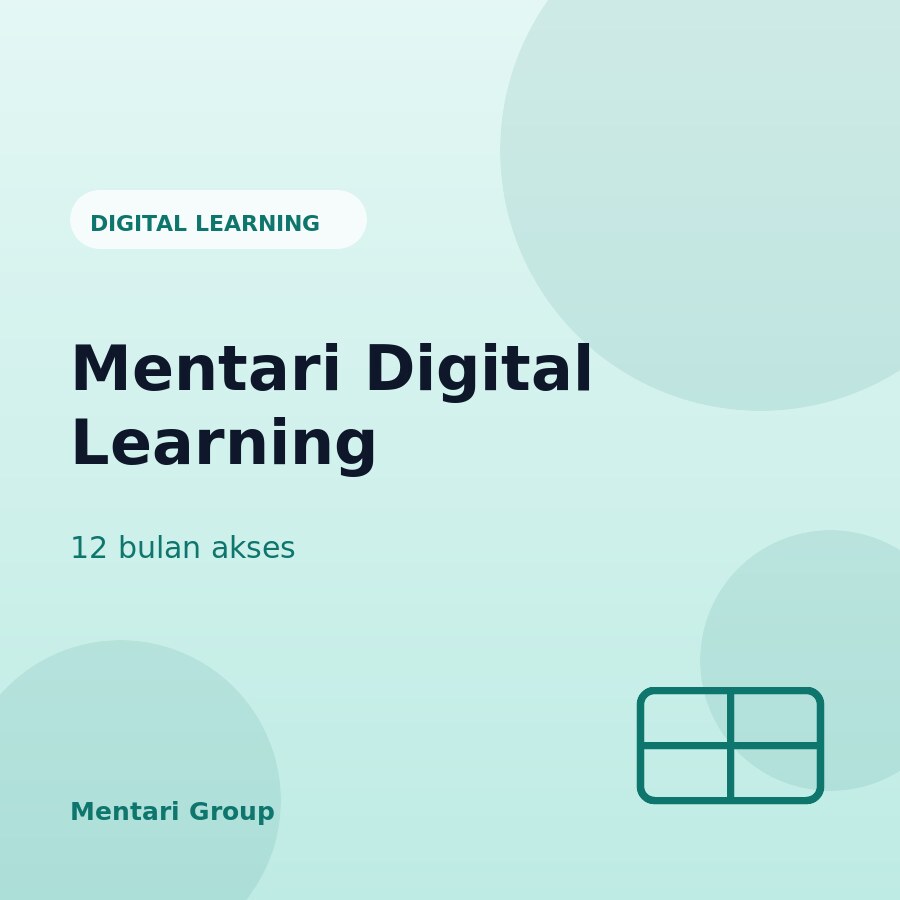 DIGITAL LEARNING
Mentari Digital
Learning
12 bulan akses
Mentari Group